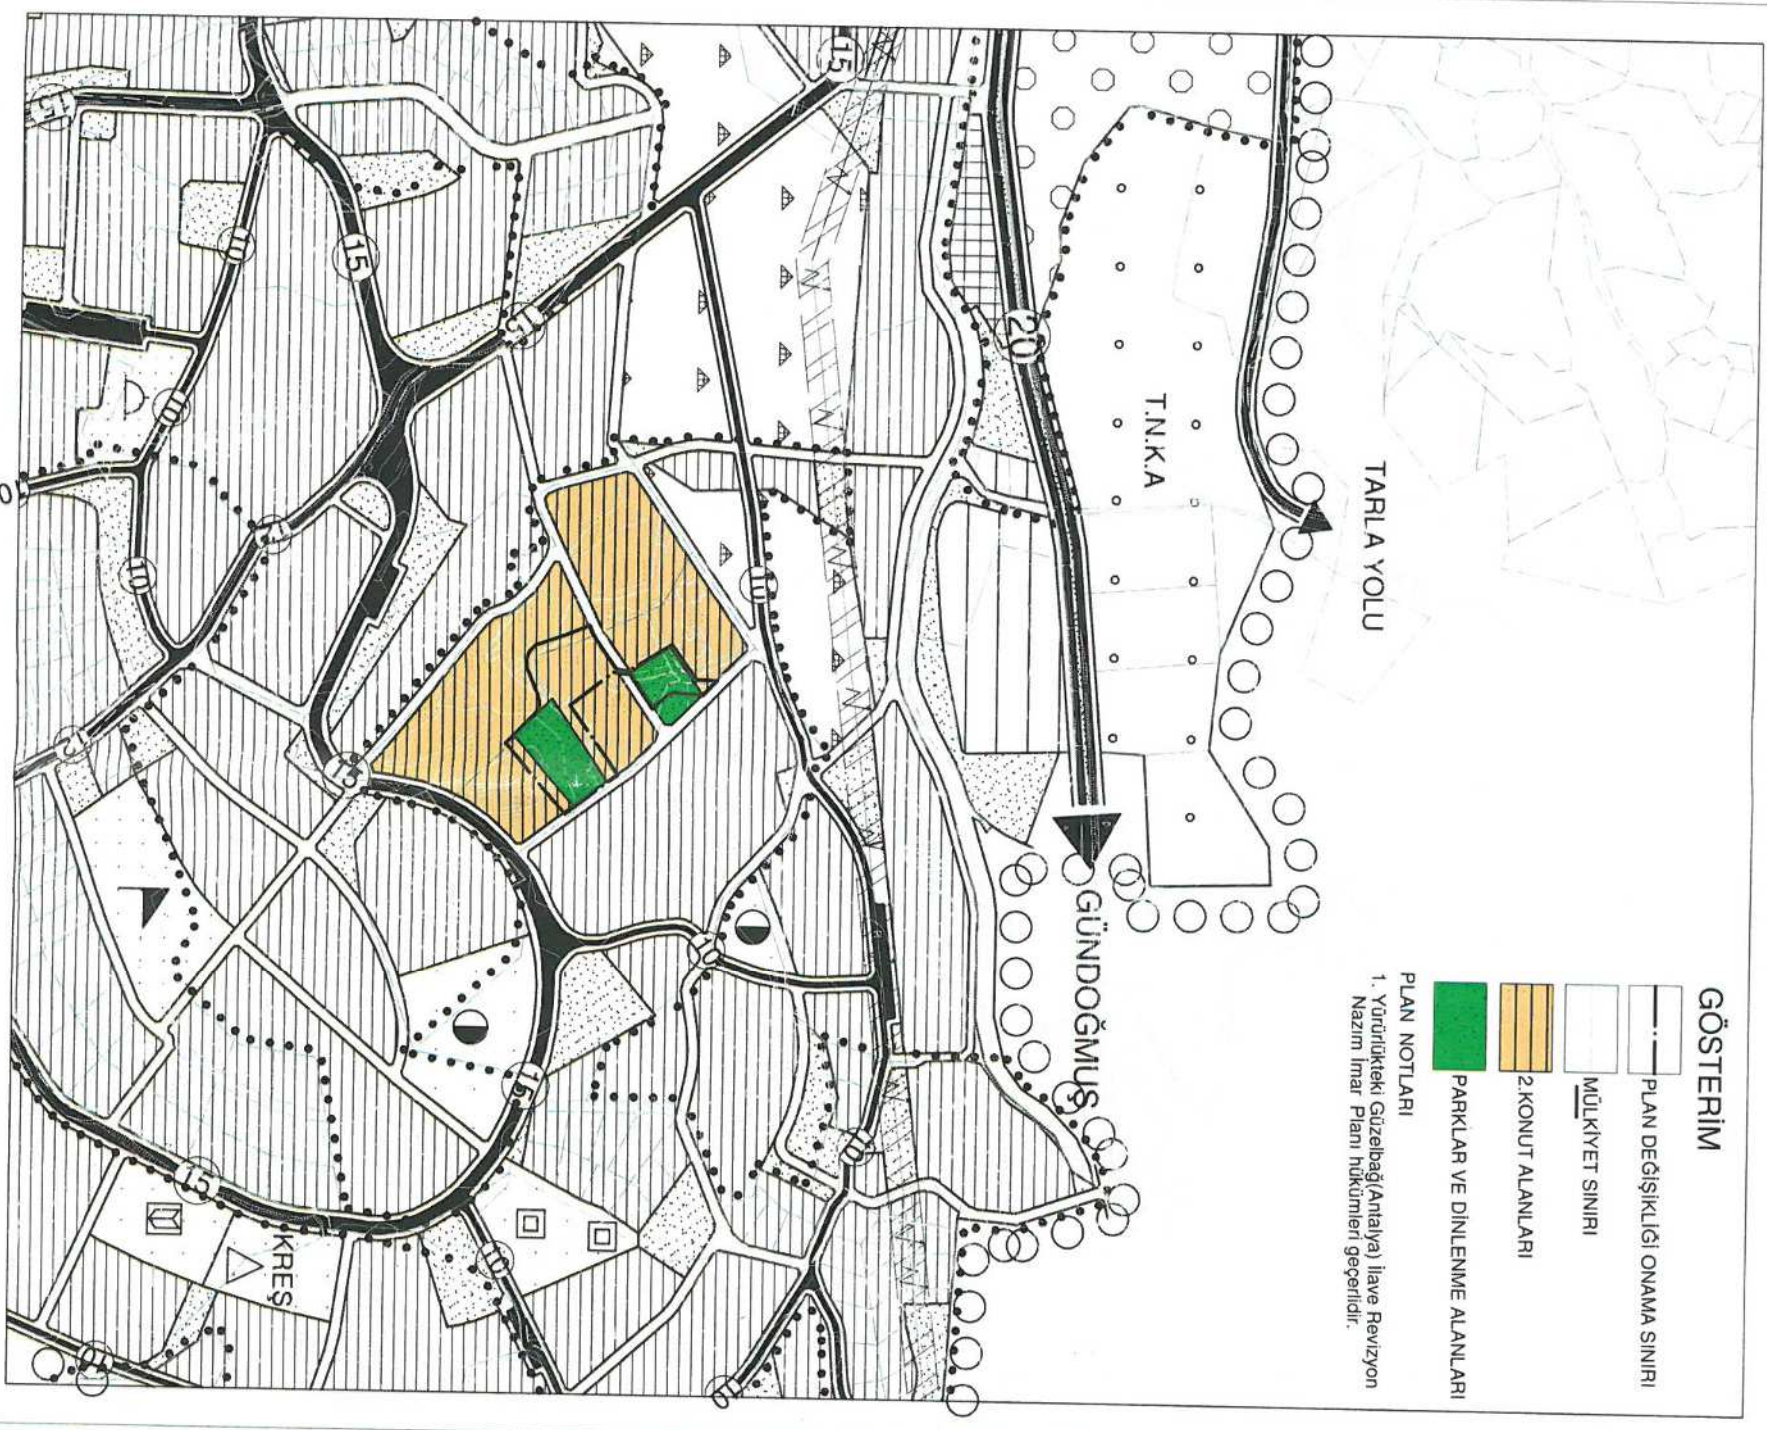 GÖSTERİM
PLAN DEĞİŞİKLİĞİ ONAMA SINIRI
MÜLKİYET SINIRI
2.KONUT ALANLARI
PARKLAR VE DİNLENME ALANLARI
PLAN NOTLARI
1. Yürürlükteki Güzelbağ(Antalya) İlave Revizyon
Nazım İmar Planı hükümleri geçerlidir.
TARLA YOLU
T.N.K.A
GÜNDOĞMUŞ
KREŞ
20
15
15
15
15
15
15
15
10
10
10
10
10
10
10